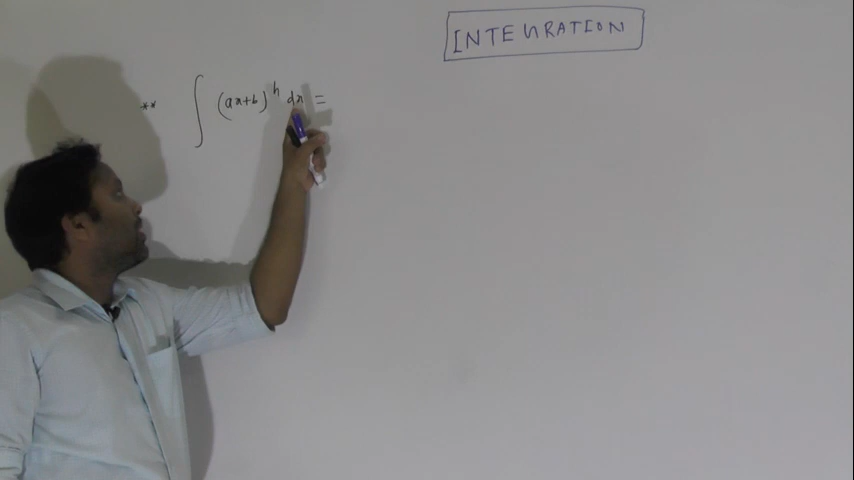 INTEGRATION
** ∫ (ax+b)^n dx =